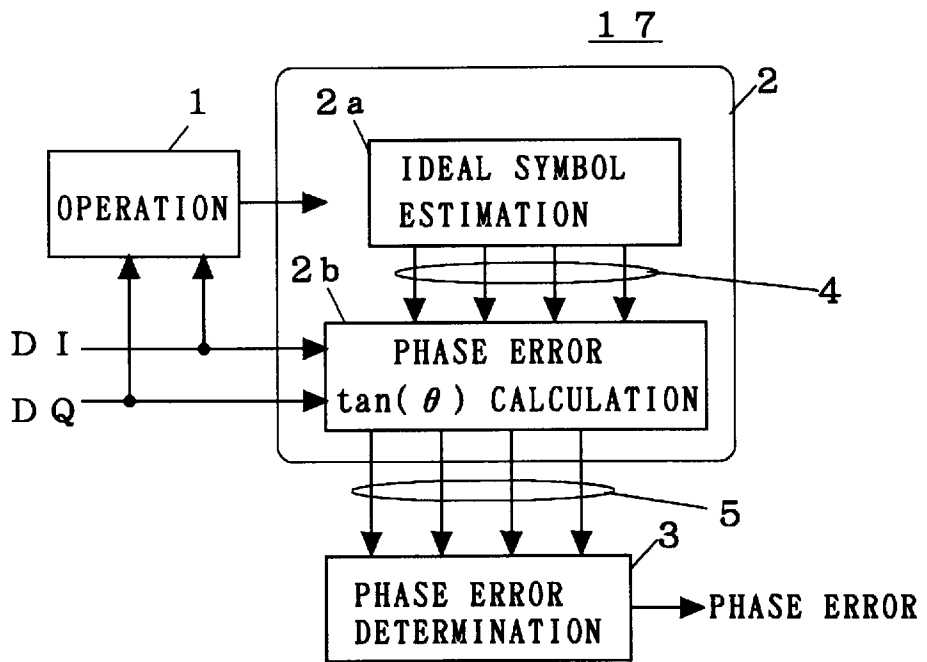 17
2
1
2a
IDEAL SYMBOL
ESTIMATION
OPERATION
2b
4
DI
PHASE ERROR
DQ
tan(θ) CALCULATION
5
3
PHASE ERROR
DETERMINATION
PHASE ERROR